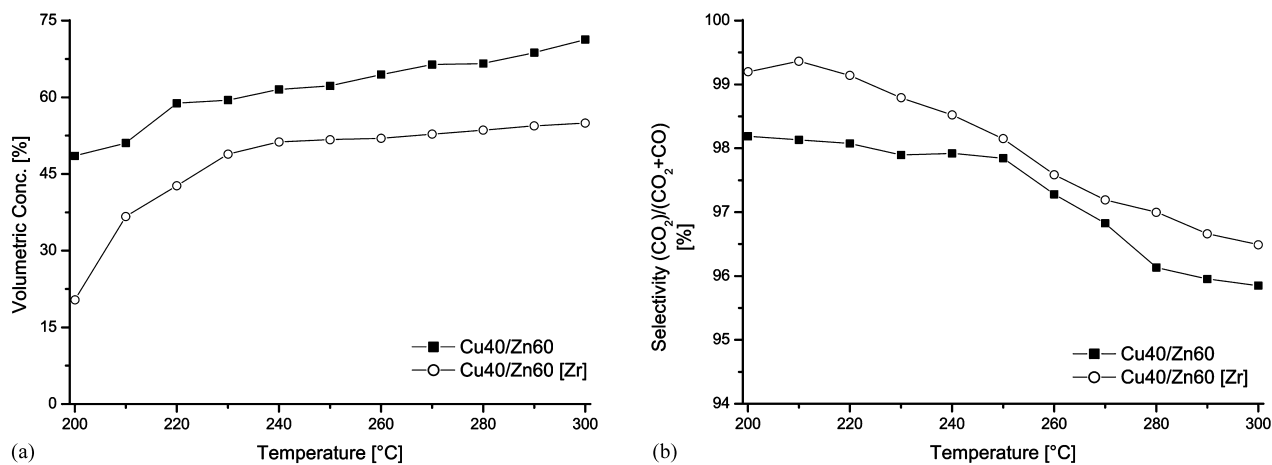 75
60
45
30
15
0
Volumetric Conc. [%]
Cu40/Zn60
Cu40/Zn60 [Zr]
200 220 240 260 280 300
Temperature [°C]
(a)
100
99
98
97
96
95
94
Selectivity (CO₂)/(CO₂+CO)
[%]
Cu40/Zn60
Cu40/Zn60 [Zr]
200 220 240 260 280 300
Temperature [°C]
(b)